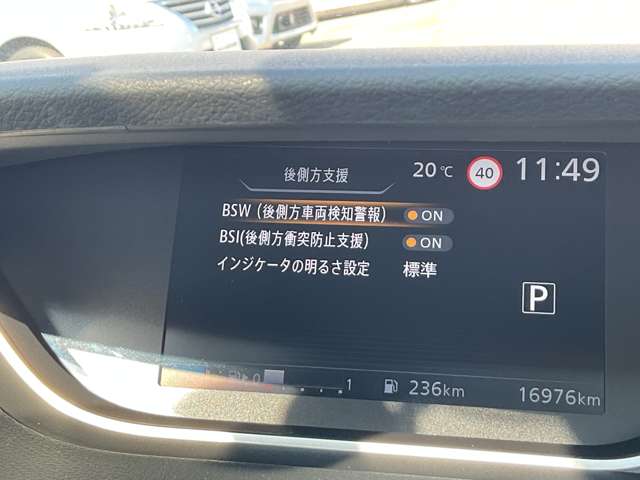 後側方支援 20℃ 40 11:49
BSW (後側方車両検知警報) ON
BSI(後側方衝突防止支援) ON
インジケータの明るさ設定 標準
P
0 1 236km 16976km